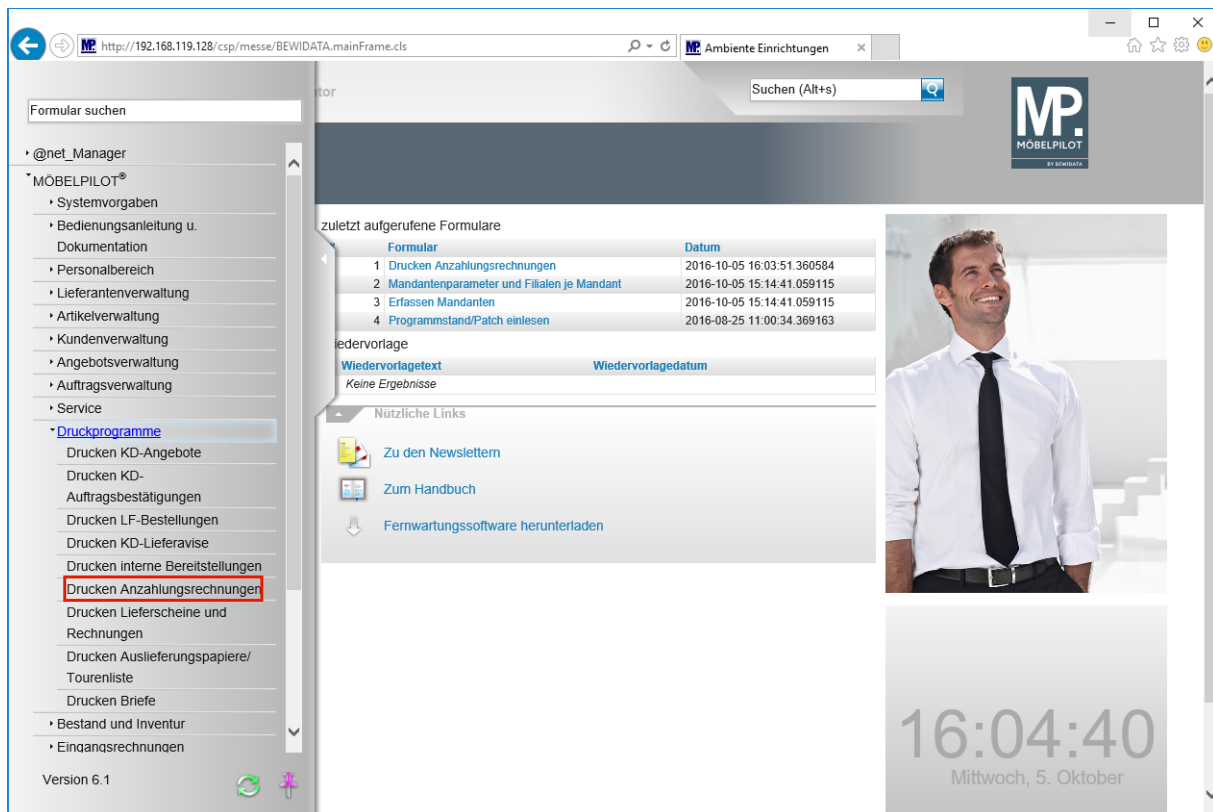 http://192.168.119.128/csp/messe/BEWIDATA.mainFrame.cls
Ambiente Einrichtungen
Formular suchen
tor
Suchen (Alt+s)
MP.
MÖBELPILOT
BY BEWIDATA
@net_Manager
MÖBELPILOT®
Systemvorgaben
Bedienungsanleitung u.
Dokumentation
Personalbereich
Lieferantenverwaltung
Artikelverwaltung
Kundenverwaltung
Angebotsverwaltung
Auftragsverwaltung
Service
Druckprogramme
Drucken KD-Angebote
Drucken KD-
Auftragsbestätigungen
Drucken LF-Bestellungen
Drucken KD-Lieferavise
Drucken interne Bereitstellungen
Drucken Anzahlungsrechnungen
Drucken Lieferscheine und
Rechnungen
Drucken Auslieferungspapiere/
Tourenliste
Drucken Briefe
Bestand und Inventur
Eingangsrechnungen
Version 6.1
zuletzt aufgerufene Formulare
Formular Datum
1 Drucken Anzahlungsrechnungen 2016-10-05 16:03:51.360584
2 Mandantenparameter und Filialen je Mandant 2016-10-05 15:14:41.059115
3 Erfassen Mandanten 2016-10-05 15:14:41.059115
4 Programmstand/Patch einlesen 2016-08-25 11:00:34.369163
iedervorlage
Wiedervorlagetext Wiedervorlagedatum
Keine Ergebnisse
Nützliche Links
Zu den Newslettern
Zum Handbuch
Fernwartungssoftware herunterladen
16:04:40
Mittwoch, 5. Oktober